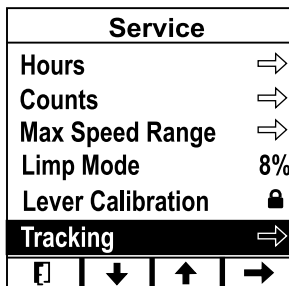 Service
Hours
Counts
Max Speed Range
Limp Mode 8%
Lever Calibration
Tracking